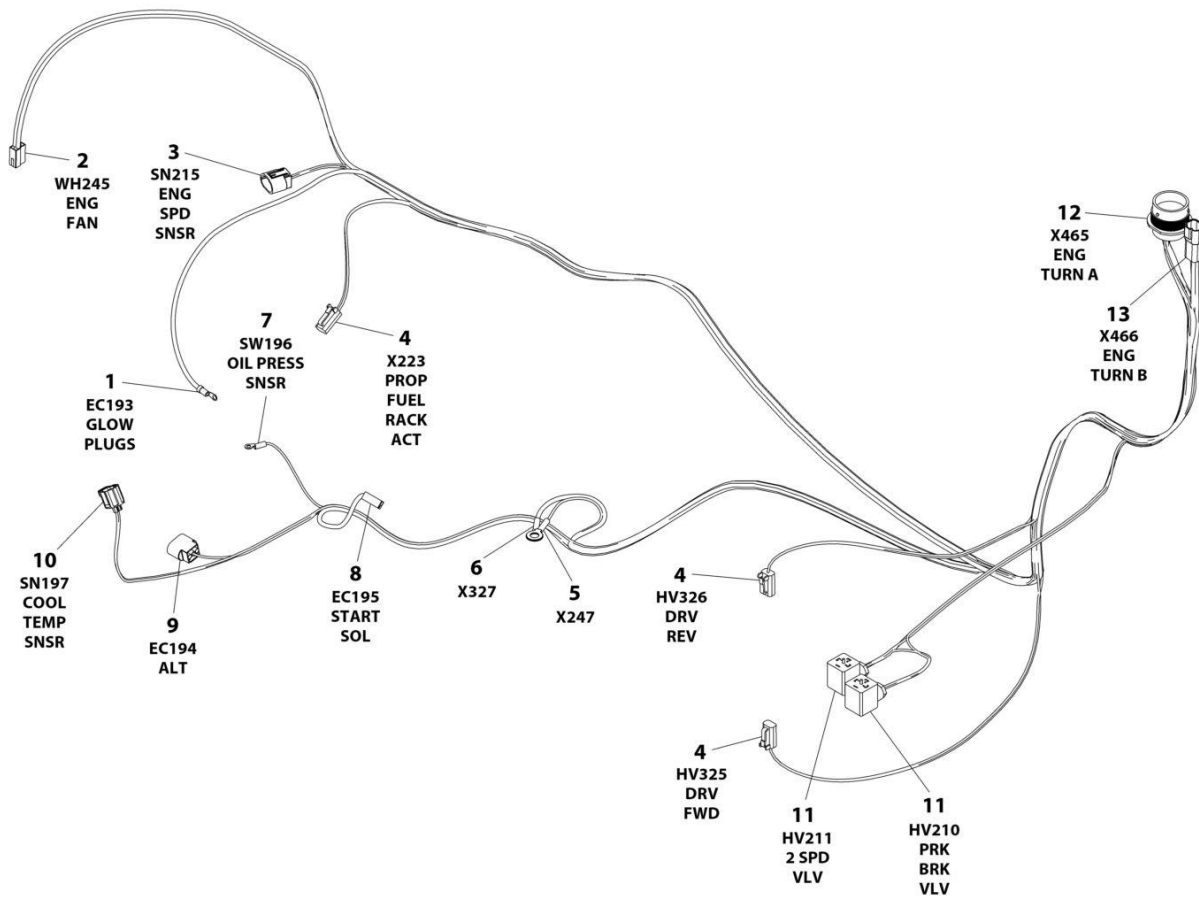 2
WH245
ENG
FAN
3
SN215
ENG
SPD
SNSR
12
X465
ENG
TURN A
13
X466
ENG
TURN B
7
SW196
OIL PRESS
SNSR
4
X223
PROP
FUEL
RACK
ACT
1
EC193
GLOW
PLUGS
10
SN197
COOL
TEMP
SNSR
9
EC194
ALT
8
EC195
START
SOL
6
X327
5
X247
4
HV326
DRV
REV
4
HV325
DRV
FWD
11
HV211
2 SPD
VLV
11
HV210
PRK
BRK
VLV